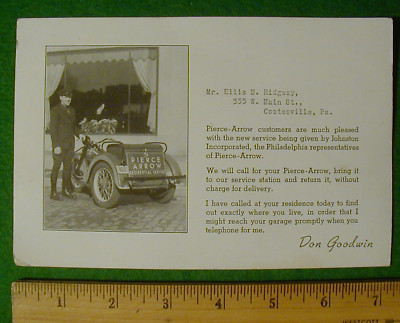 Mr. Ellis H. Ridgway,
335 W. Main St.,
Coatesville, Pa.
Pierce-Arrow customers are much pleased
with the new service being given by Johnston
Incorporated, the Philadelphia representatives
of Pierce-Arrow.
We will call for your Pierce-Arrow, bring it
to our service station and return it, without
charge for delivery.
I have called at your residence today to find
out exactly where you live, in order that I
might reach your garage promptly when you
telephone for me.
Don Goodwin
PIERCE
ARROW
RESIDENTIAL SERVICE
1 2 3 4 5 6 7
WESTCOTT